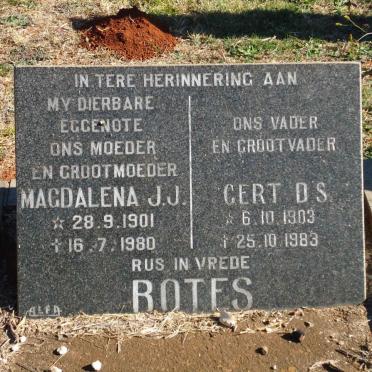 IN TERE HERINNERING AAN
MY DIERBARE
EGGENOTE
ONS MOEDER
EN GROOTMOEDER
MAGDALENA J.J.
☆ 28.9.1901
✝ 16.7.1980
ONS VADER
EN GROOTVADER
GERT D.S.
☆ 6.10.1903
✝ 25.10.1983
RUS IN VREDE
BOTES
ALFA